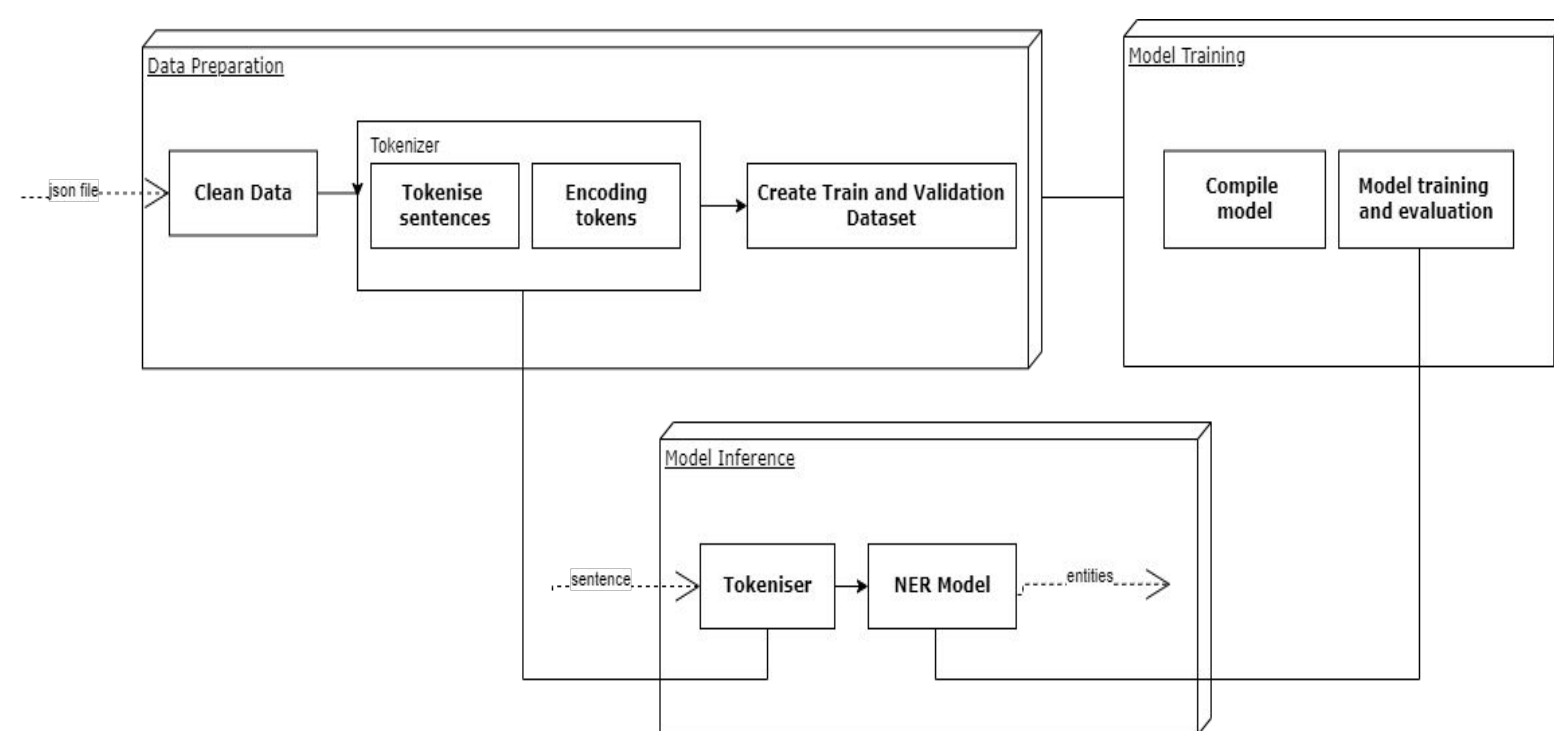 Data Preparation
json file
Clean Data
Tokenizer
Tokenise
sentences
Encoding
tokens
Create Train and Validation
Dataset
Model Training
Compile
model
Model training
and evaluation
Model Inference
sentence
Tokeniser
NER Model
entities